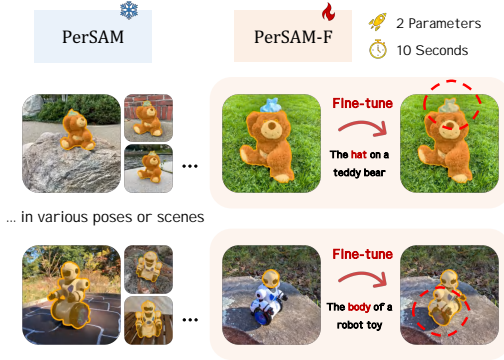 PerSAM
PerSAM-F
2 Parameters
10 Seconds
Fine-tune
The hat on a
teddy bear
...
... in various poses or scenes
Fine-tune
The body of a
robot toy
...